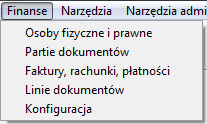 Finanse Narzędzia Narzędzia admi
Osoby fizyczne i prawne
Partie dokumentów
Faktury, rachunki, płatności
Linie dokumentów
Konfiguracja